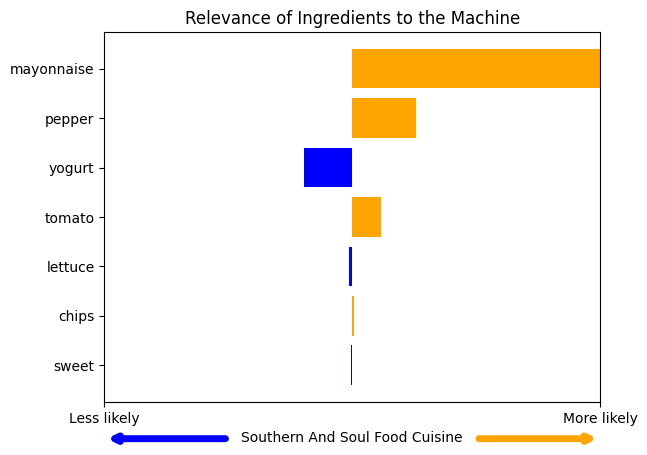 Relevance of Ingredients to the Machine
mayonnaise
pepper
yogurt
tomato
lettuce
chips
sweet
Less likely
More likely
Southern And Soul Food Cuisine